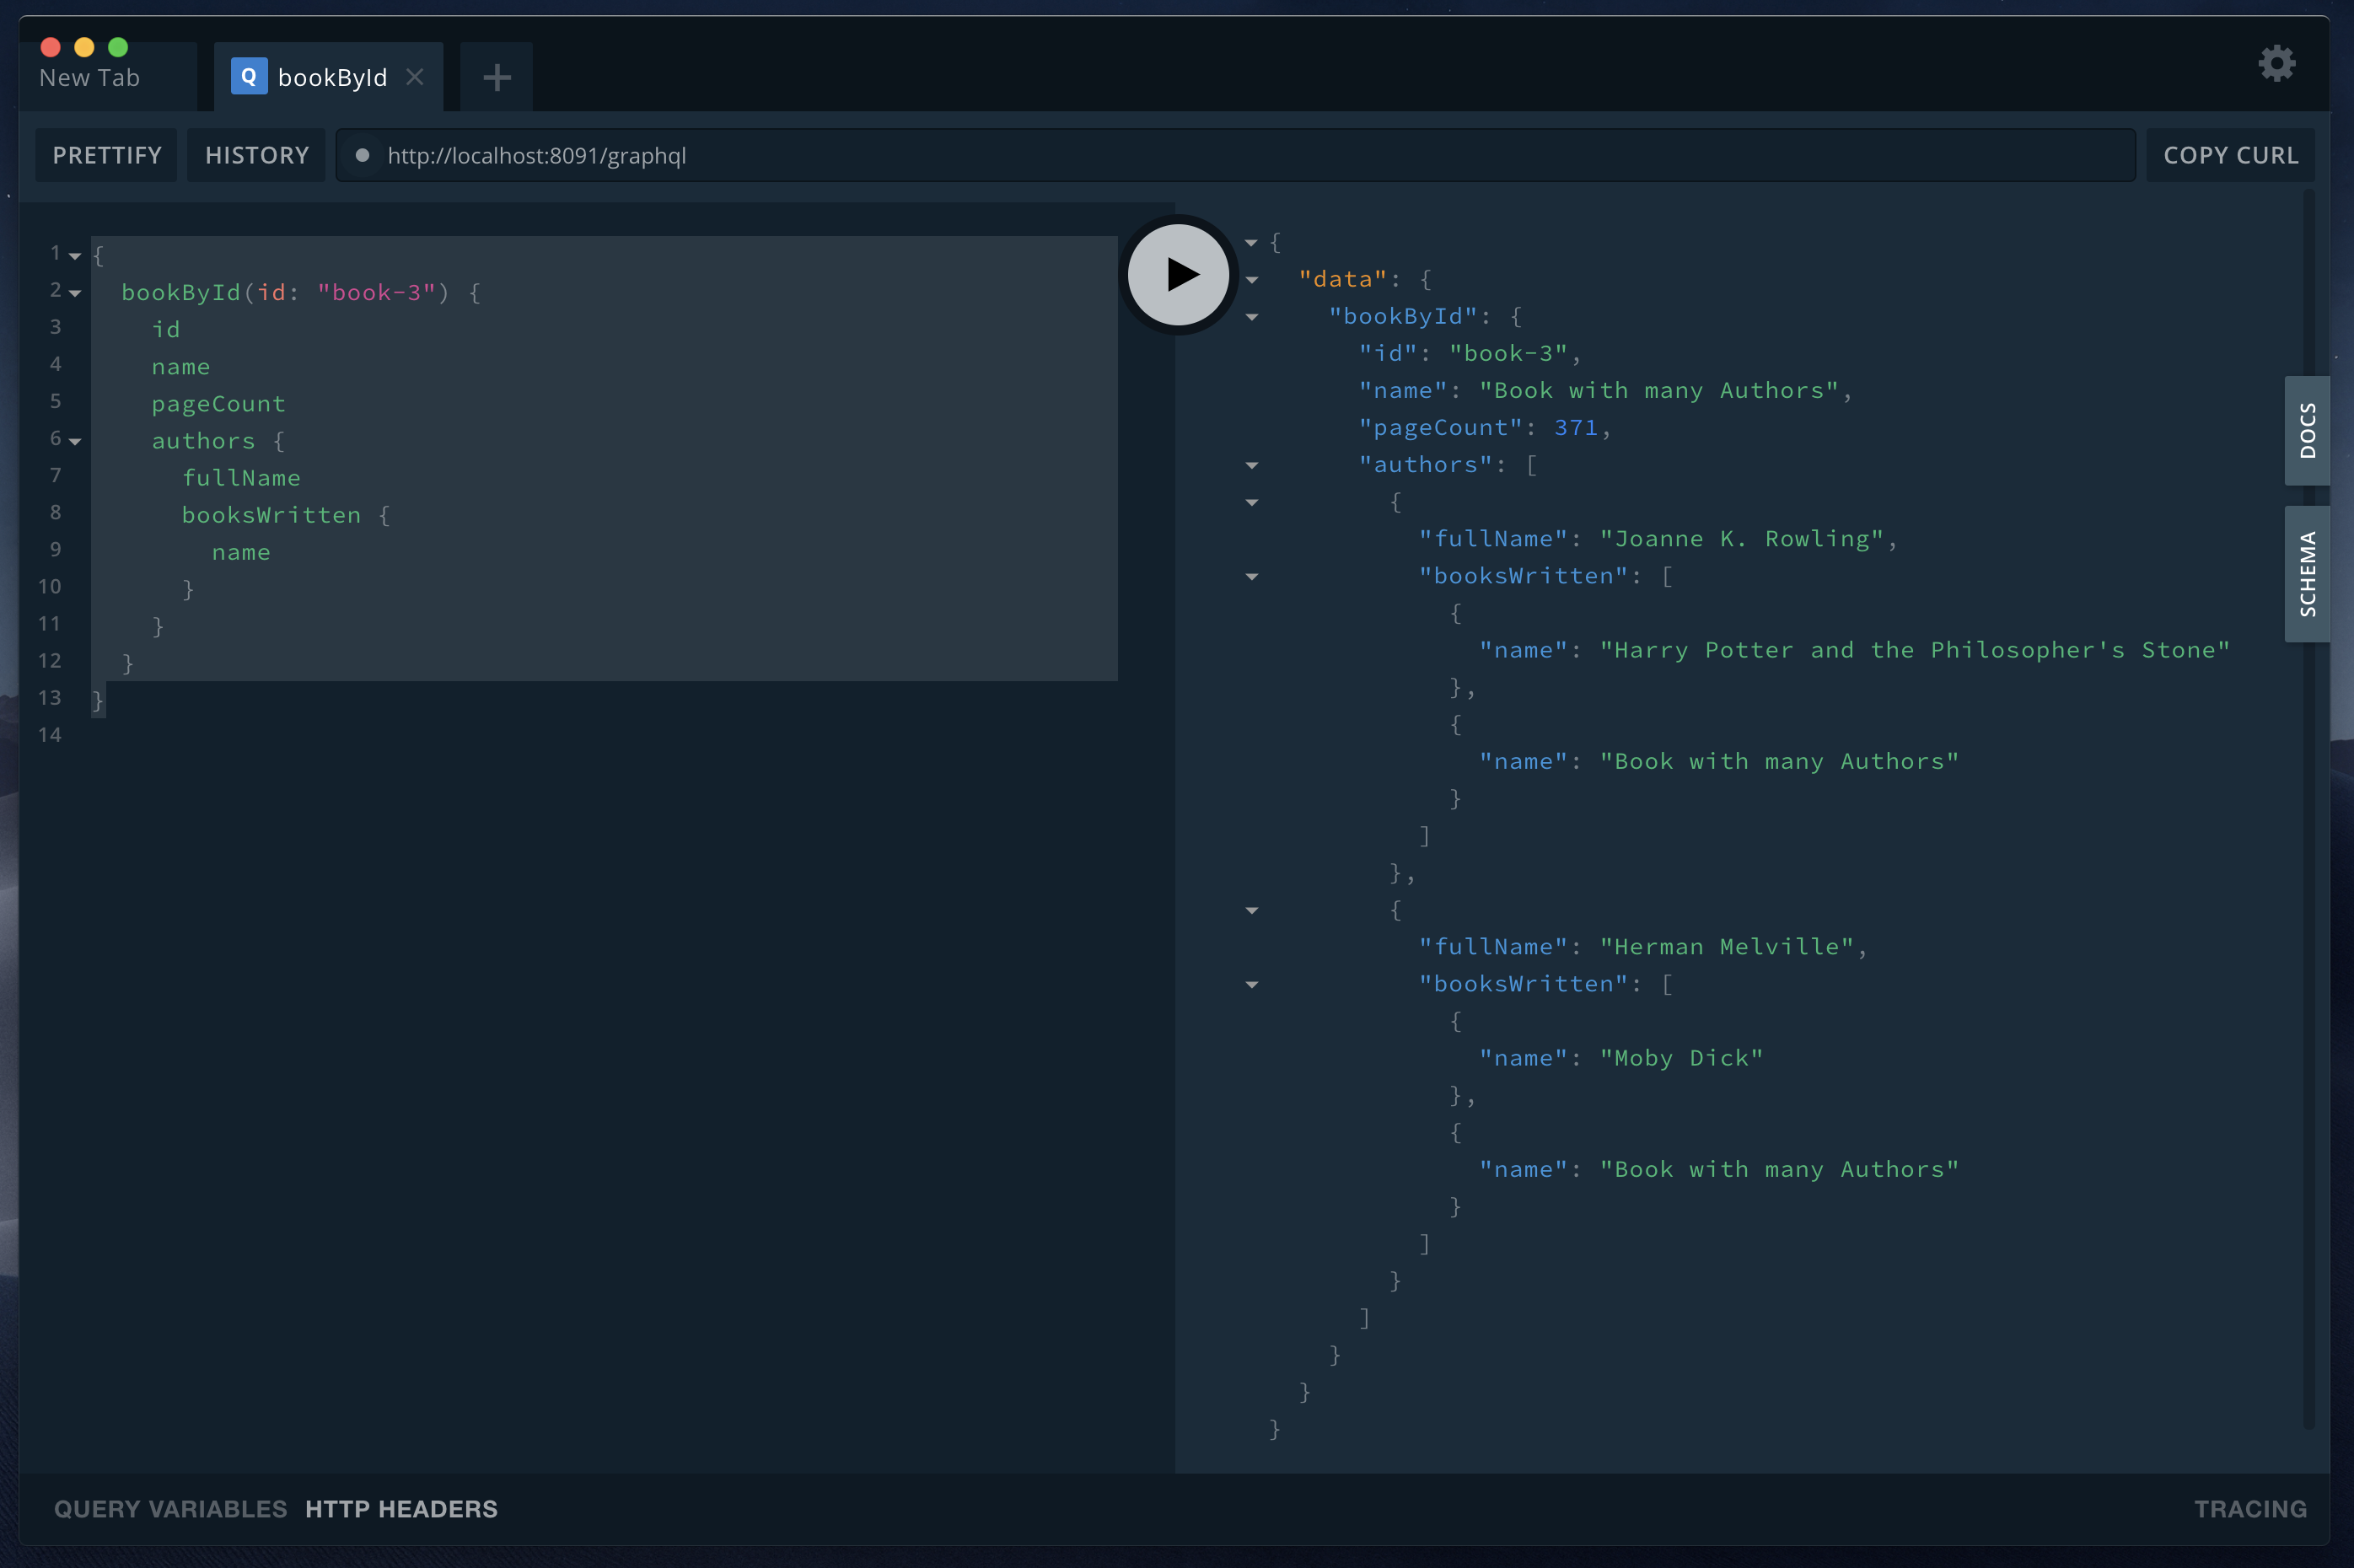 New Tab
Q bookById
PRETTIFY HISTORY http://localhost:8091/graphql COPY CURL
1 {
2 bookById(id: "book-3") {
3 id
4 name
5 pageCount
6 authors {
7 fullName
8 booksWritten {
9 name
10 }
11 }
12 }
13 }
14
{
"data": {
"bookById": {
"id": "book-3",
"name": "Book with many Authors",
"pageCount": 371,
"authors": [
{
"fullName": "Joanne K. Rowling",
"booksWritten": [
{
"name": "Harry Potter and the Philosopher's Stone"
},
{
"name": "Book with many Authors"
}
]
},
{
"fullName": "Herman Melville",
"booksWritten": [
{
"name": "Moby Dick"
},
{
"name": "Book with many Authors"
}
]
}
]
}
}
}
DOCS
SCHEMA
QUERY VARIABLES HTTP HEADERS TRACING